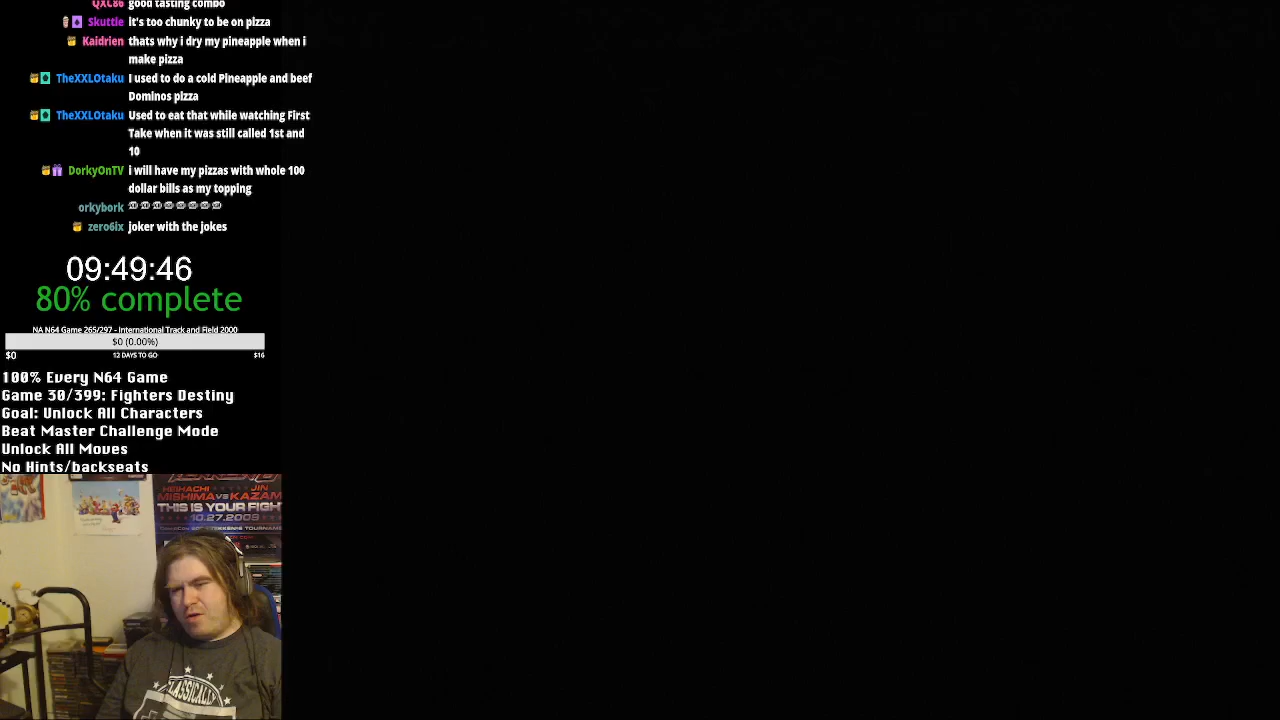 QXC86 good tasting combo
Skuttle it's too chunky to be on pizza
Kaidrien thats why i dry my pineapple when i
make pizza
TheXXLOtaku I used to do a cold Pineapple and beef
Dominos pizza
TheXXLOtaku Used to eat that while watching First
Take when it was still called 1st and
10
DorkyOnTV i will have my pizzas with whole 100
dollar bills as my topping
orkybork
zero6ix joker with the jokes
09:49:46
80% complete
NA N64 Game 265/297 - International Track and Field 2000
$0 (0.00%)
$0 12 DAYS TO GO $16
100% Every N64 Game
Game 30/399: Fighters Destiny
Goal: Unlock All Characters
Beat Master Challenge Mode
Unlock All Moves
No Hints/backseats
HEIHACHI JIN
MISHIMA VS KAZAM
THIS IS YOUR FIGH
10.27.2009
CLASSICALLY